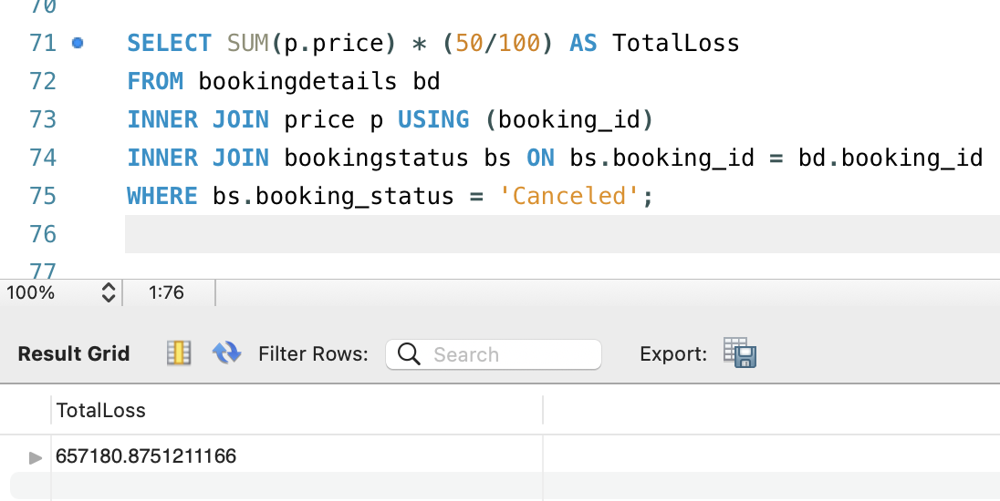 70
71 SELECT SUM(p.price) * (50/100) AS TotalLoss
72 FROM bookingdetails bd
73 INNER JOIN price p USING (booking_id)
74 INNER JOIN bookingstatus bs ON bs.booking_id = bd.booking_id
75 WHERE bs.booking_status = 'Canceled';
76
77
100% 1:76
Result Grid Filter Rows: Search Export:
TotalLoss
657180.8751211166